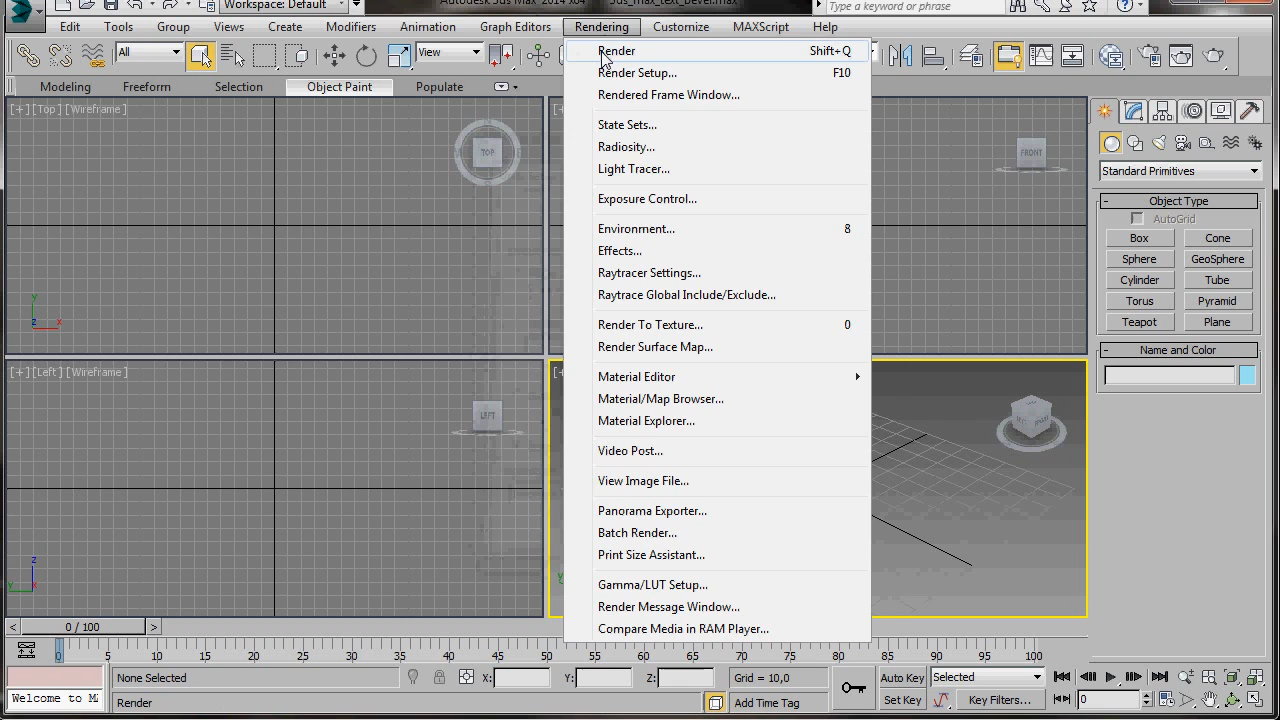 Workspace: Default
Autodesk 3ds Max 2014 x64
3ds_max_text_bevel.max
Type a keyword or phrase
Edit Tools Group Views Create Modifiers Animation Graph Editors Rendering Customize MAXScript Help
All
View
Modeling Freeform Selection Object Paint Populate
[+][Top][Wireframe]
TOP
FRONT
[+][Left][Wireframe]
LEFT
Render Shift+Q
Render Setup... F10
Rendered Frame Window...
State Sets...
Radiosity...
Light Tracer...
Exposure Control...
Environment... 8
Effects...
Raytracer Settings...
Raytrace Global Include/Exclude...
Render To Texture... 0
Render Surface Map...
Material Editor
Material/Map Browser...
Material Explorer...
Video Post...
View Image File...
Panorama Exporter...
Batch Render...
Print Size Assistant...
Gamma/LUT Setup...
Render Message Window...
Compare Media in RAM Player...
Standard Primitives
- Object Type
AutoGrid
Box Cone
Sphere GeoSphere
Cylinder Tube
Torus Pyramid
Teapot Plane
- Name and Color
y x z
z y x
< 0 / 100 >
0 5 10 15 20 25 30 35 40 45 50 55 60 65 70 75 80 85 90 95 100
None Selected X: Y: Z: Grid = 10,0 Auto Key Selected
Welcome to M
Render Add Time Tag Set Key Key Filters... 0